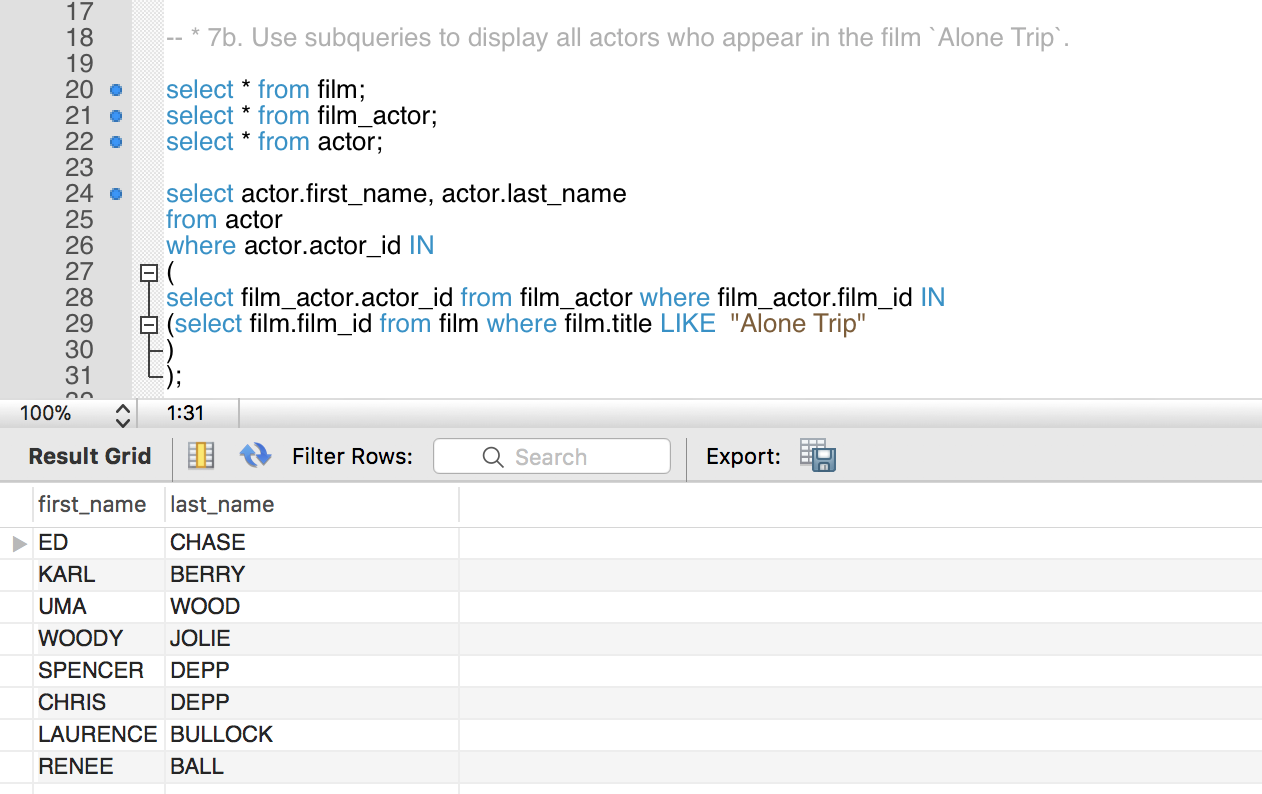 17
18 -- * 7b. Use subqueries to display all actors who appear in the film `Alone Trip`.
19
20 select * from film;
21 select * from film_actor;
22 select * from actor;
23
24 select actor.first_name, actor.last_name
25 from actor
26 where actor.actor_id IN
27 (
28 select film_actor.actor_id from film_actor where film_actor.film_id IN
29 (select film.film_id from film where film.title LIKE "Alone Trip"
30 )
31 );
100% 1:31
Result Grid Filter Rows: Search Export:
first_name last_name
ED CHASE
KARL BERRY
UMA WOOD
WOODY JOLIE
SPENCER DEPP
CHRIS DEPP
LAURENCE BULLOCK
RENEE BALL